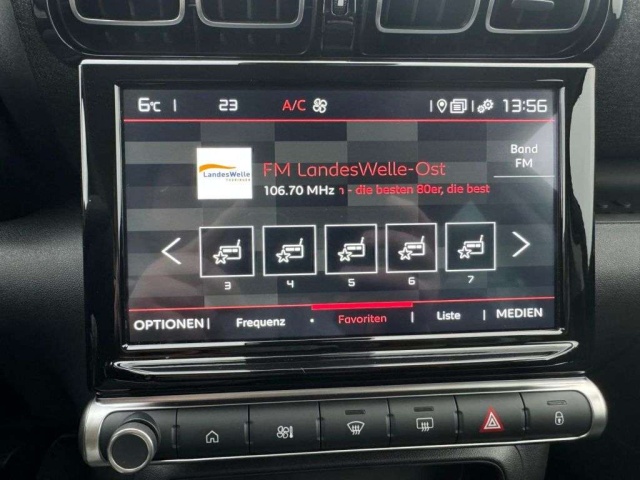 6°C 23 A/C 13:56
LandesWelle
THÜRINGEN
FM LandesWelle-Ost
106.70 MHz n - die besten 80er, die best
Band
FM
3 4 5 6 7
OPTIONEN Frequenz Favoriten Liste MEDIEN